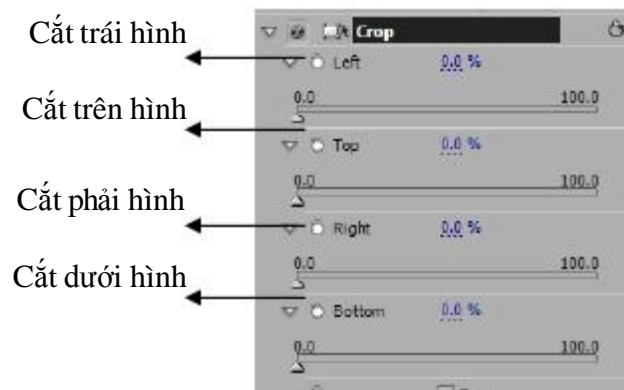 Cắt trái hình
Crop
Left 0.0 %
0.0 100.0
Cắt trên hình
Top 0.0 %
0.0 100.0
Cắt phải hình
Right 0.0 %
0.0 100.0
Cắt dưới hình
Bottom 0.0 %
0.0 100.0